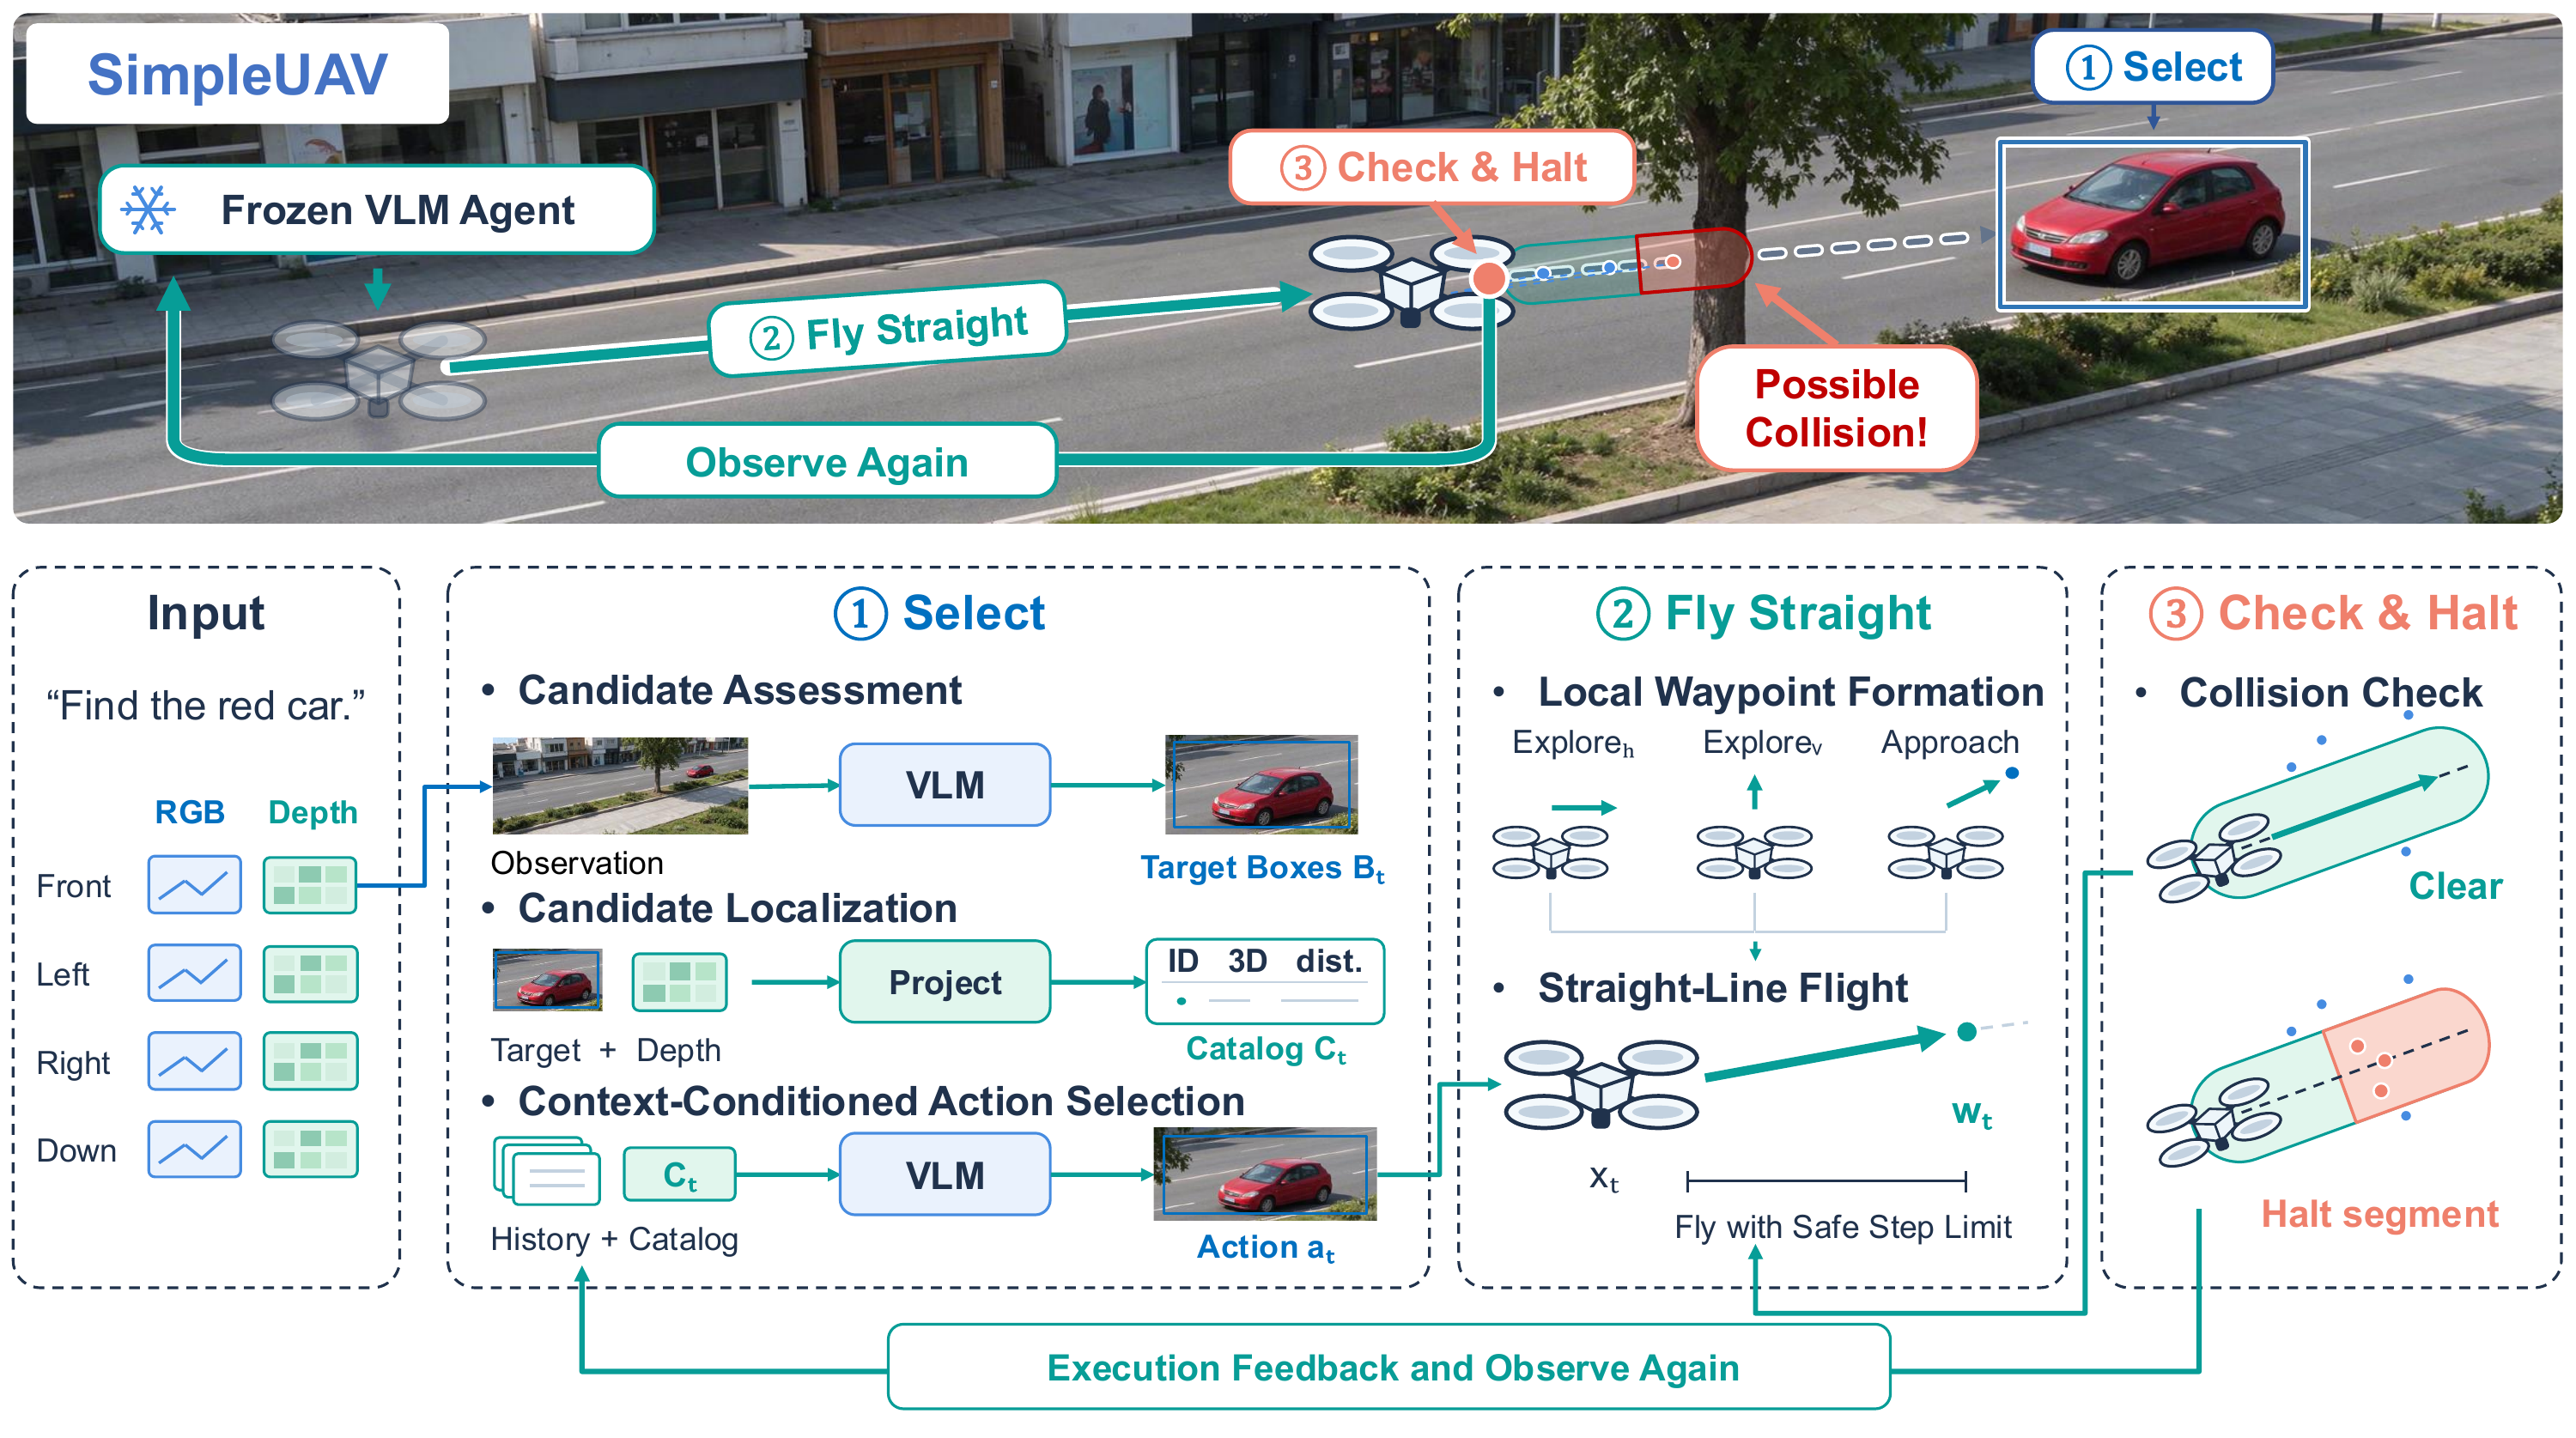 SimpleUAV
Frozen VLM Agent
② Fly Straight
③ Check & Halt
① Select
Possible
Collision!
Observe Again
Input
“Find the red car.”
RGB Depth
Front
Left
Right
Down
① Select
• Candidate Assessment
Observation
VLM
Target Boxes Bₜ
• Candidate Localization
Target + Depth
Project
ID 3D dist.
Catalog Cₜ
• Context-Conditioned Action Selection
Cₜ
History + Catalog
VLM
Action aₜ
② Fly Straight
• Local Waypoint Formation
Exploreₕ Exploreᵥ Approach
• Straight-Line Flight
wₜ
xₜ
Fly with Safe Step Limit
③ Check & Halt
• Collision Check
Clear
Halt segment
Execution Feedback and Observe Again